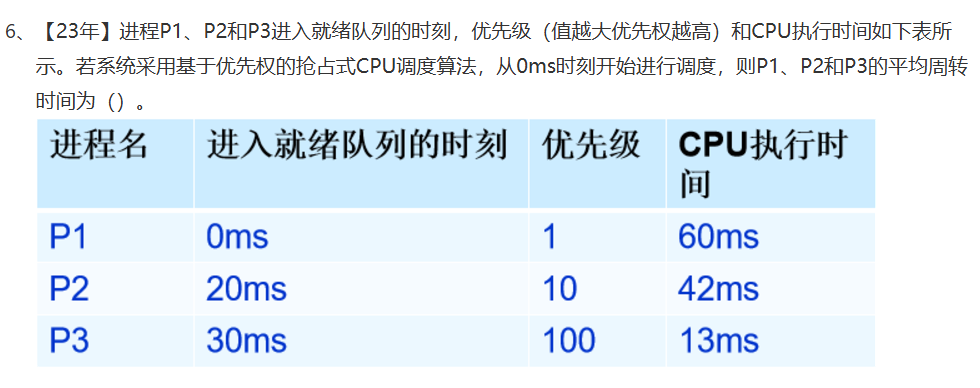 6、【23年】进程P1、P2和P3进入就绪队列的时刻，优先级（值越大优先权越高）和CPU执行时间如下表所
示。若系统采用基于优先权的抢占式CPU调度算法，从0ms时刻开始进行调度，则P1、P2和P3的平均周转
时间为（）。
进程名 进入就绪队列的时刻 优先级 CPU执行时
间
P1 0ms 1 60ms
P2 20ms 10 42ms
P3 30ms 100 13ms